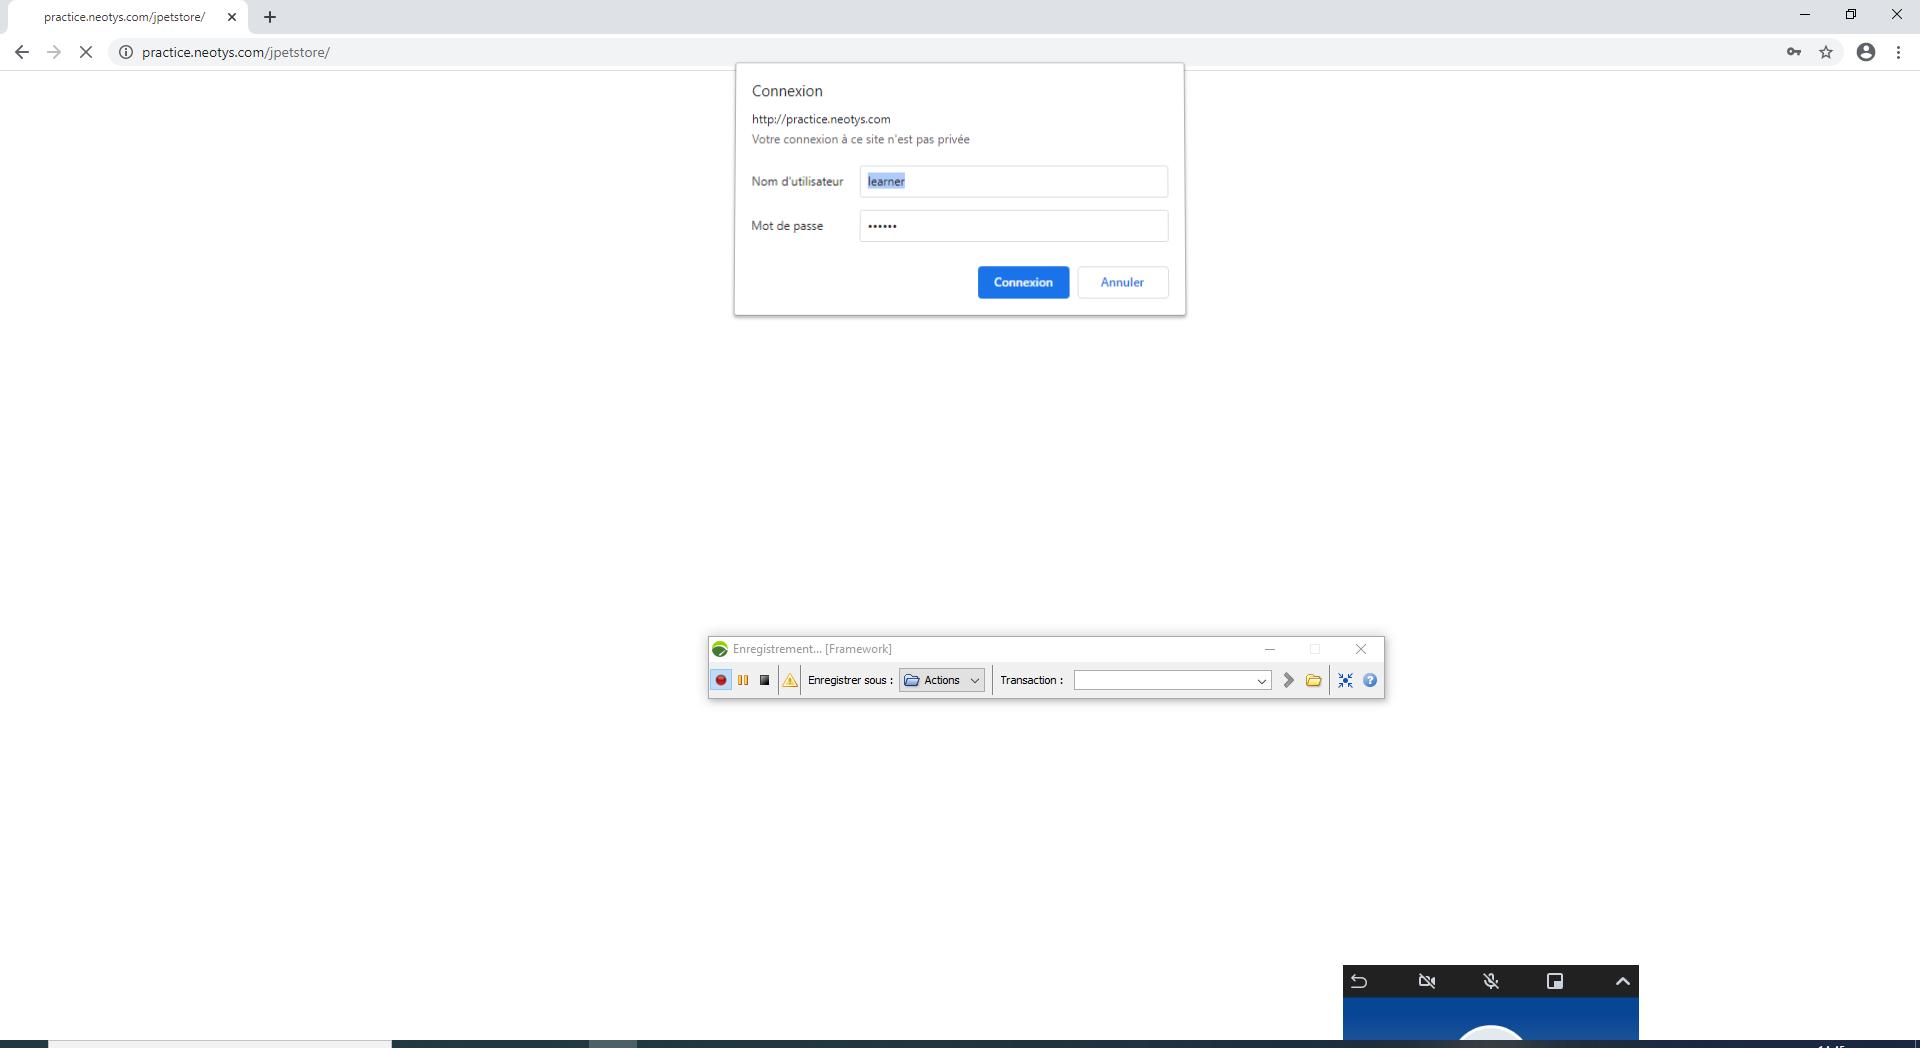 practice.neotys.com/jpetstore/
practice.neotys.com/jpetstore/
Connexion
http://practice.neotys.com
Votre connexion à ce site n'est pas privée
Nom d'utilisateur learner
Mot de passe ••••••
Connexion Annuler
Enregistrement... [Framework]
Enregistrer sous : Actions Transaction :